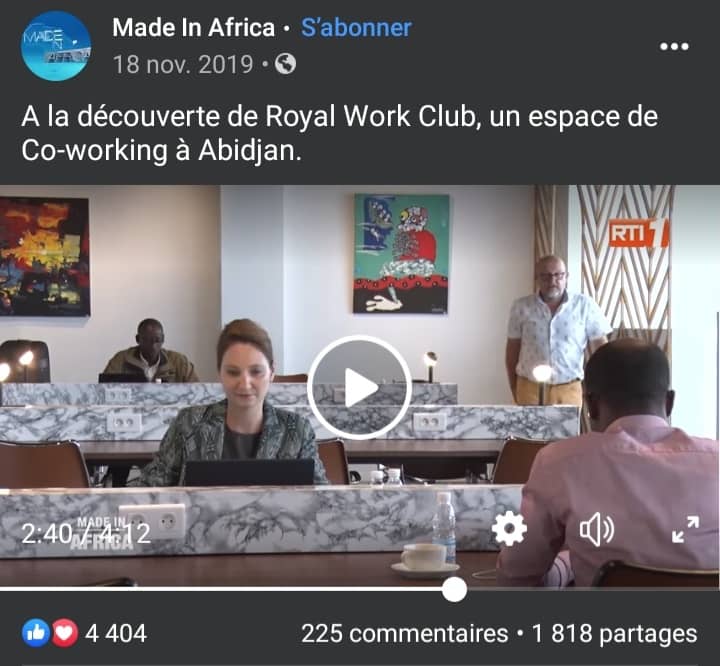 MADE
IN
AFRICA
Made In Africa • S'abonner
18 nov. 2019 •
A la découverte de Royal Work Club, un espace de
Co-working à Abidjan.
RTI 1
MADE IN
AFRICA
2:40 / 4:12
4 404
225 commentaires • 1 818 partages